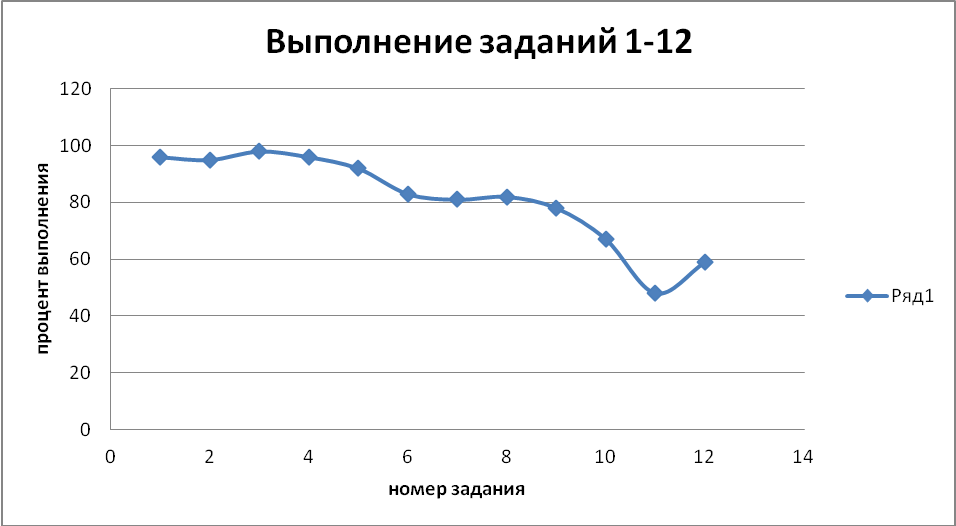 Выполнение заданий 1-12
120
100
80
60
40
20
0
процент выполнения
0 2 4 6 8 10 12 14
номер задания
Ряд1